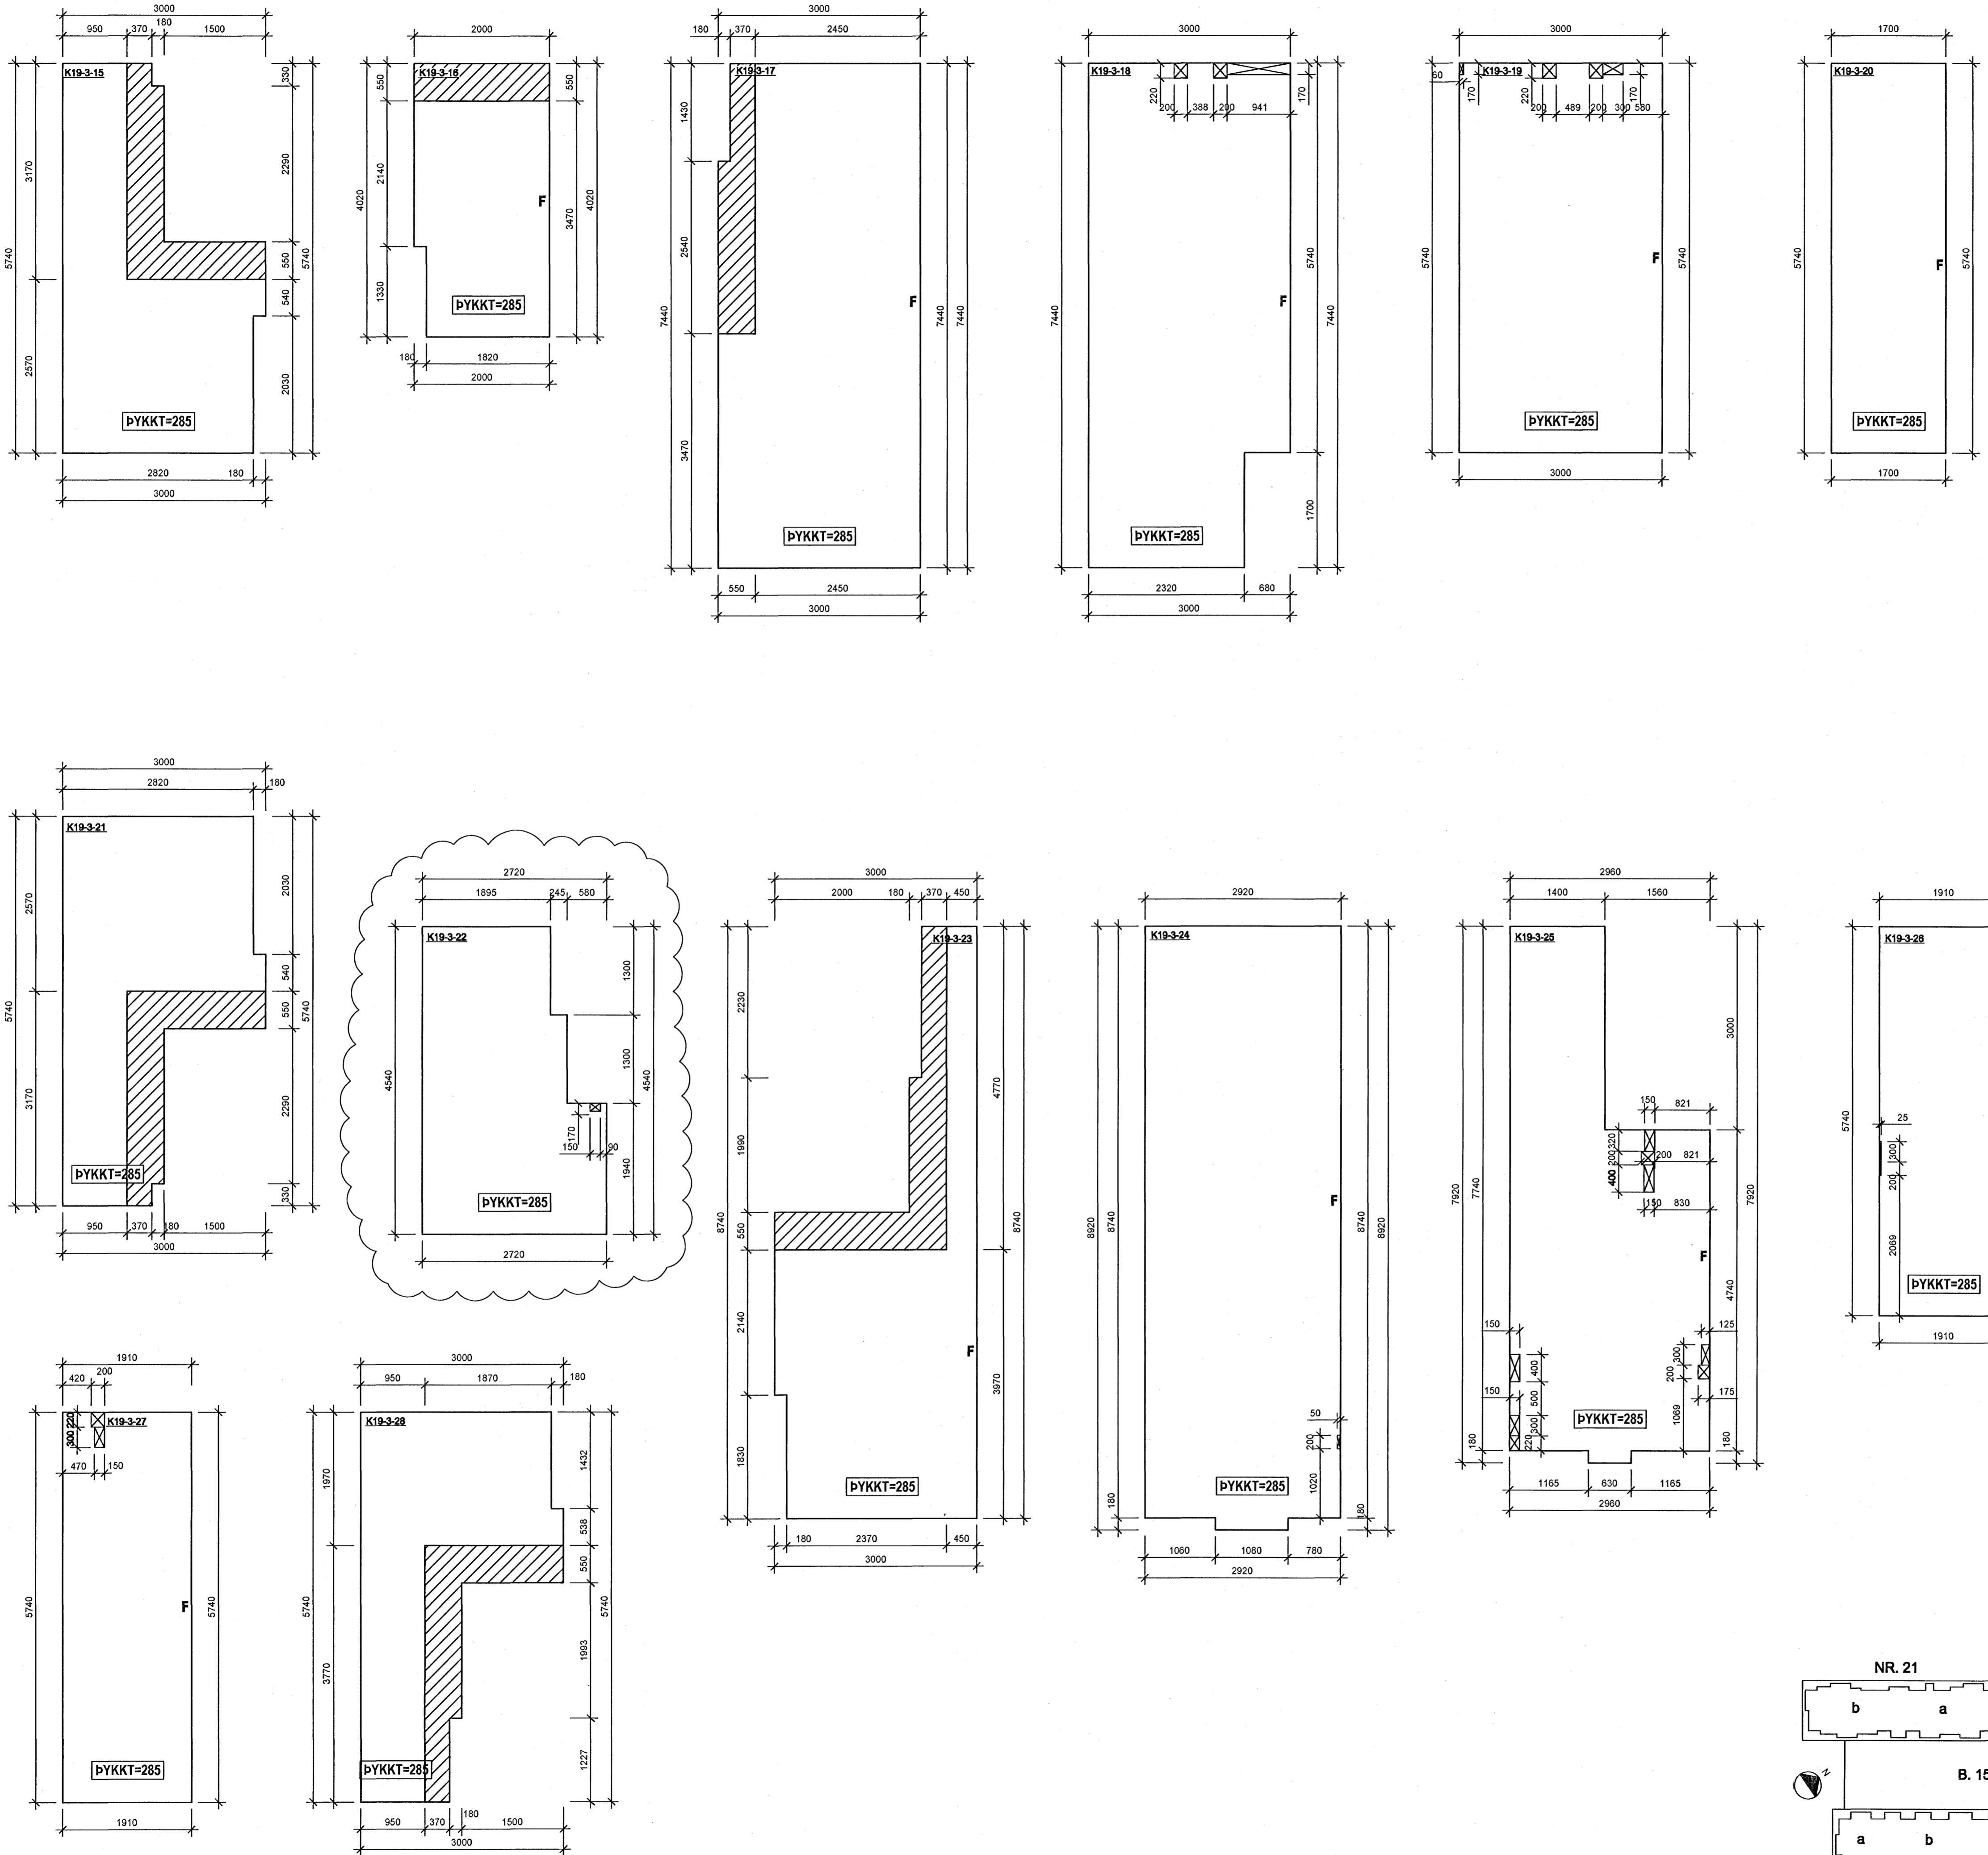 3000
950 370 180 1500
K19-3-15
5740
3170
2570
330
2290
550
540
2030
5740
ÞYKKT=285
2820 180
3000
2000
K19-3-16
4020
550
2140
1330
550
3470
4020
F
ÞYKKT=285
180 1820
2000
3000
180 370 2450
K19-3-17
7440
1430
2540
3470
F
7440
7440
ÞYKKT=285
550 2450
3000
3000
K19-3-18
220
170
200 388 200 941
7440
F
5740
1700
7440
ÞYKKT=285
2320 680
3000
3000
K19-3-19
60
170
220
170
200 489 200 300 580
5740
F
5740
ÞYKKT=285
3000
1700
K19-3-20
5740
F
5740
ÞYKKT=285
1700
3000
2820 180
K19-3-21
5740
2570
3170
2030
540
550
2290
330
5740
ÞYKKT=285
950 370 180 1500
3000
2720
1895 245 580
K19-3-22
4540
1300
1300
1940
4540
170
150 90
ÞYKKT=285
2720
3000
2000 180 370 450
K19-3-23
8740
2230
1990
550
2140
1830
4770
3970
8740
F
ÞYKKT=285
180 2370 450
3000
2920
K19-3-24
8920
8740
180
F
50
200
1020
8740
180
8920
ÞYKKT=285
1060 1080 780
2920
2960
1400 1560
K19-3-25
7920
7740
180
3000
4740
180
7920
150 821
320
200
400
200 821
150 830
F
150
400
500
150
300
220
125
300
200
175
1069
ÞYKKT=285
1165 630 1165
2960
1910
K19-3-26
5740
25
300
200
2069
ÞYKKT=285
1910
1910
420 200
K19-3-27
220
300
470 150
5740
F
5740
ÞYKKT=285
1910
3000
950 1870 180
K19-3-28
5740
1970
3770
1432
538
550
1993
1227
5740
ÞYKKT=285
950 370 180 1500
3000
NR. 21
b a
N
B. 15
a b